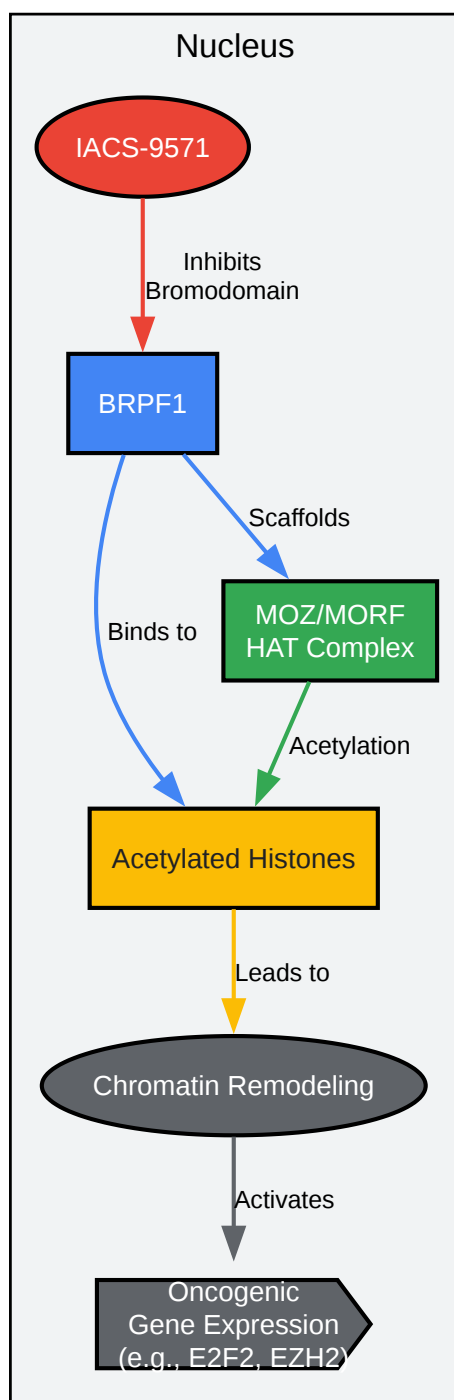 Nucleus
IACS-9571
Inhibits
Bromodomain
BRPF1
Scaffolds
MOZ/MORF
HAT Complex
Binds to
Acetylation
Acetylated Histones
Leads to
Chromatin Remodeling
Activates
Oncogenic
Gene Expression
(e.g., E2F2, EZH2)